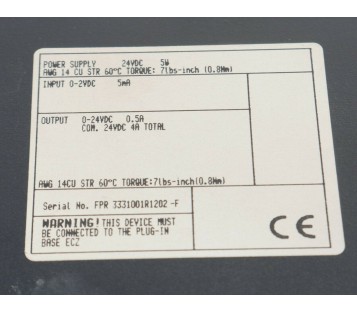 POWER SUPPLY 24VDC 5W
AWG 14 CU STR 60°C TORQUE: 7lbs-inch (0.8Nm)
INPUT 0-2VDC 5mA
OUTPUT 0-24VDC 0.5A
COM. 24VDC 4A TOTAL
AWG 14CU STR 60°C TORQUE:7lbs-inch(0.8Nm)
Serial No. FPR 3331001R1202 -F
WARNING! THIS DEVICE MUST
BE CONNECTED TO THE PLUG-IN
BASE ECZ
CE